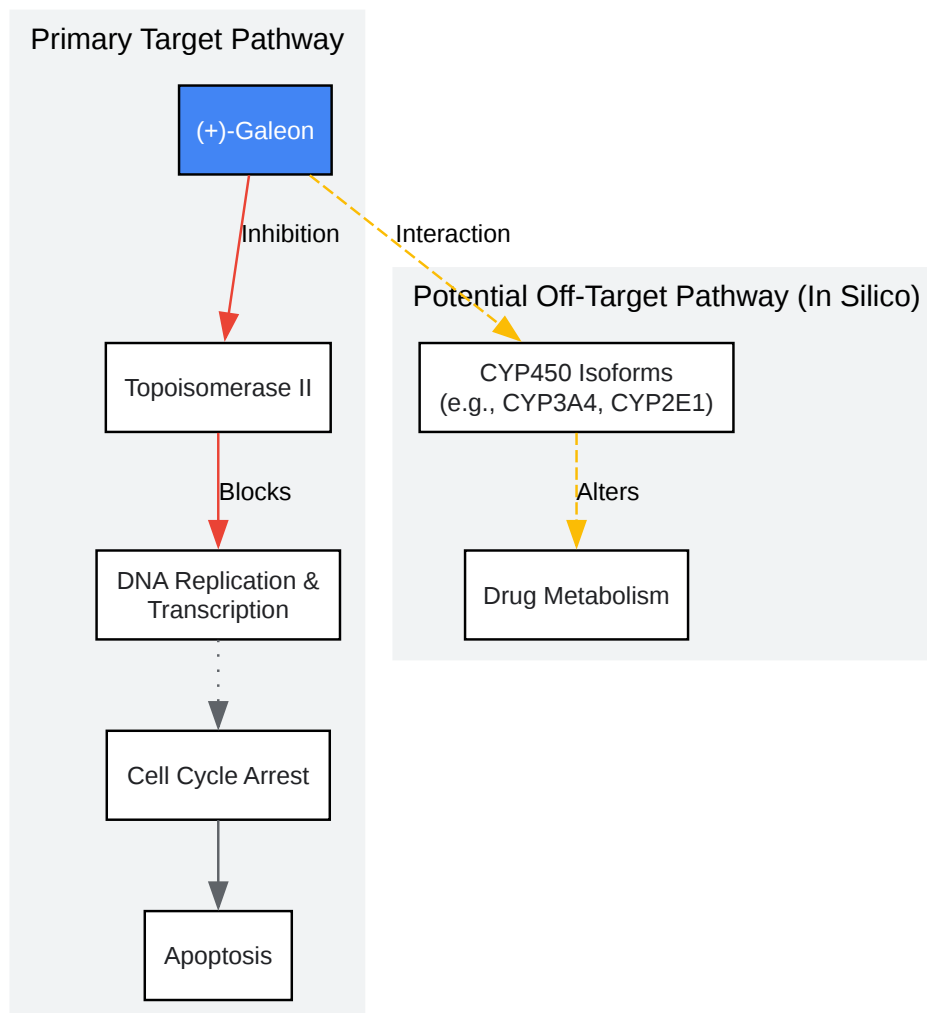 Primary Target Pathway
(+)-Galeon
Inhibition
Interaction
Potential Off-Target Pathway (In Silico)
Topoisomerase II
CYP450 Isoforms
(e.g., CYP3A4, CYP2E1)
Blocks
Alters
DNA Replication &
Transcription
Drug Metabolism
Cell Cycle Arrest
Apoptosis